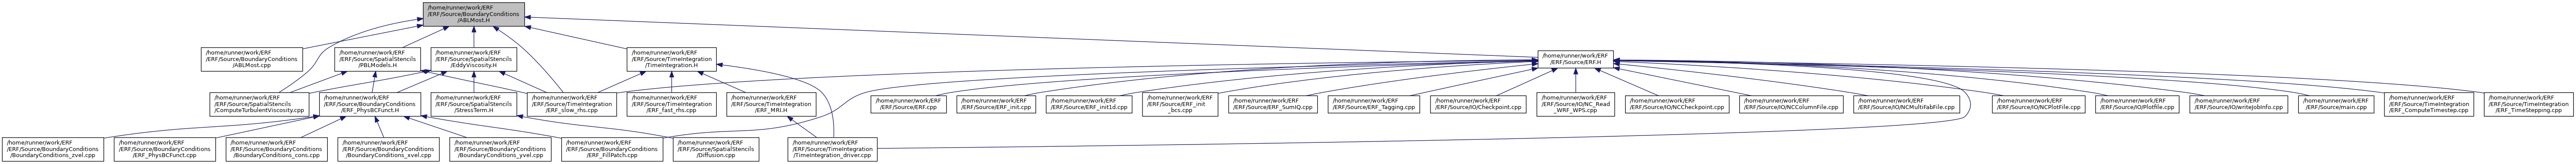 /home/runner/work/ERF
/ERF/Source/BoundaryConditions
/ABLMost.H
/home/runner/work/ERF
/ERF/Source/BoundaryConditions
/ABLMost.cpp
/home/runner/work/ERF
/ERF/Source/SpatialStencils
/PBLModels.H
/home/runner/work/ERF
/ERF/Source/SpatialStencils
/EddyViscosity.H
/home/runner/work/ERF
/ERF/Source/TimeIntegration
/TimeIntegration.H
/home/runner/work/ERF
/ERF/Source/ERF.H
/home/runner/work/ERF
/ERF/Source/SpatialStencils
/ComputeTurbulentViscosity.cpp
/home/runner/work/ERF
/ERF/Source/BoundaryConditions
/ERF_PhysBCFunct.H
/home/runner/work/ERF
/ERF/Source/SpatialStencils
/StressTerm.H
/home/runner/work/ERF
/ERF/Source/TimeIntegration
/ERF_slow_rhs.cpp
/home/runner/work/ERF
/ERF/Source/TimeIntegration
/ERF_fast_rhs.cpp
/home/runner/work/ERF
/ERF/Source/TimeIntegration
/ERF_MRI.H
/home/runner/work/ERF
/ERF/Source/ERF.cpp
/home/runner/work/ERF
/ERF/Source/ERF_init.cpp
/home/runner/work/ERF
/ERF/Source/ERF_init1d.cpp
/home/runner/work/ERF
/ERF/Source/ERF_init
_bcs.cpp
/home/runner/work/ERF
/ERF/Source/ERF_SumIQ.cpp
/home/runner/work/ERF
/ERF/Source/ERF_Tagging.cpp
/home/runner/work/ERF
/ERF/Source/IO/Checkpoint.cpp
/home/runner/work/ERF
/ERF/Source/IO/NC_Read
_WRF_WPS.cpp
/home/runner/work/ERF
/ERF/Source/IO/NCCheckpoint.cpp
/home/runner/work/ERF
/ERF/Source/IO/NCColumnFile.cpp
/home/runner/work/ERF
/ERF/Source/IO/NCMultiFabFile.cpp
/home/runner/work/ERF
/ERF/Source/IO/NCPlotFile.cpp
/home/runner/work/ERF
/ERF/Source/IO/Plotfile.cpp
/home/runner/work/ERF
/ERF/Source/IO/writeJobInfo.cpp
/home/runner/work/ERF
/ERF/Source/main.cpp
/home/runner/work/ERF
/ERF/Source/TimeIntegration
/ERF_ComputeTimestep.cpp
/home/runner/work/ERF
/ERF/Source/TimeIntegration
/ERF_TimeStepping.cpp
/home/runner/work/ERF
/ERF/Source/BoundaryConditions
/BoundaryConditions_zvel.cpp
/home/runner/work/ERF
/ERF/Source/BoundaryConditions
/ERF_PhysBCFunct.cpp
/home/runner/work/ERF
/ERF/Source/BoundaryConditions
/BoundaryConditions_cons.cpp
/home/runner/work/ERF
/ERF/Source/BoundaryConditions
/BoundaryConditions_xvel.cpp
/home/runner/work/ERF
/ERF/Source/BoundaryConditions
/BoundaryConditions_yvel.cpp
/home/runner/work/ERF
/ERF/Source/BoundaryConditions
/ERF_FillPatch.cpp
/home/runner/work/ERF
/ERF/Source/SpatialStencils
/Diffusion.cpp
/home/runner/work/ERF
/ERF/Source/TimeIntegration
/TimeIntegration_driver.cpp